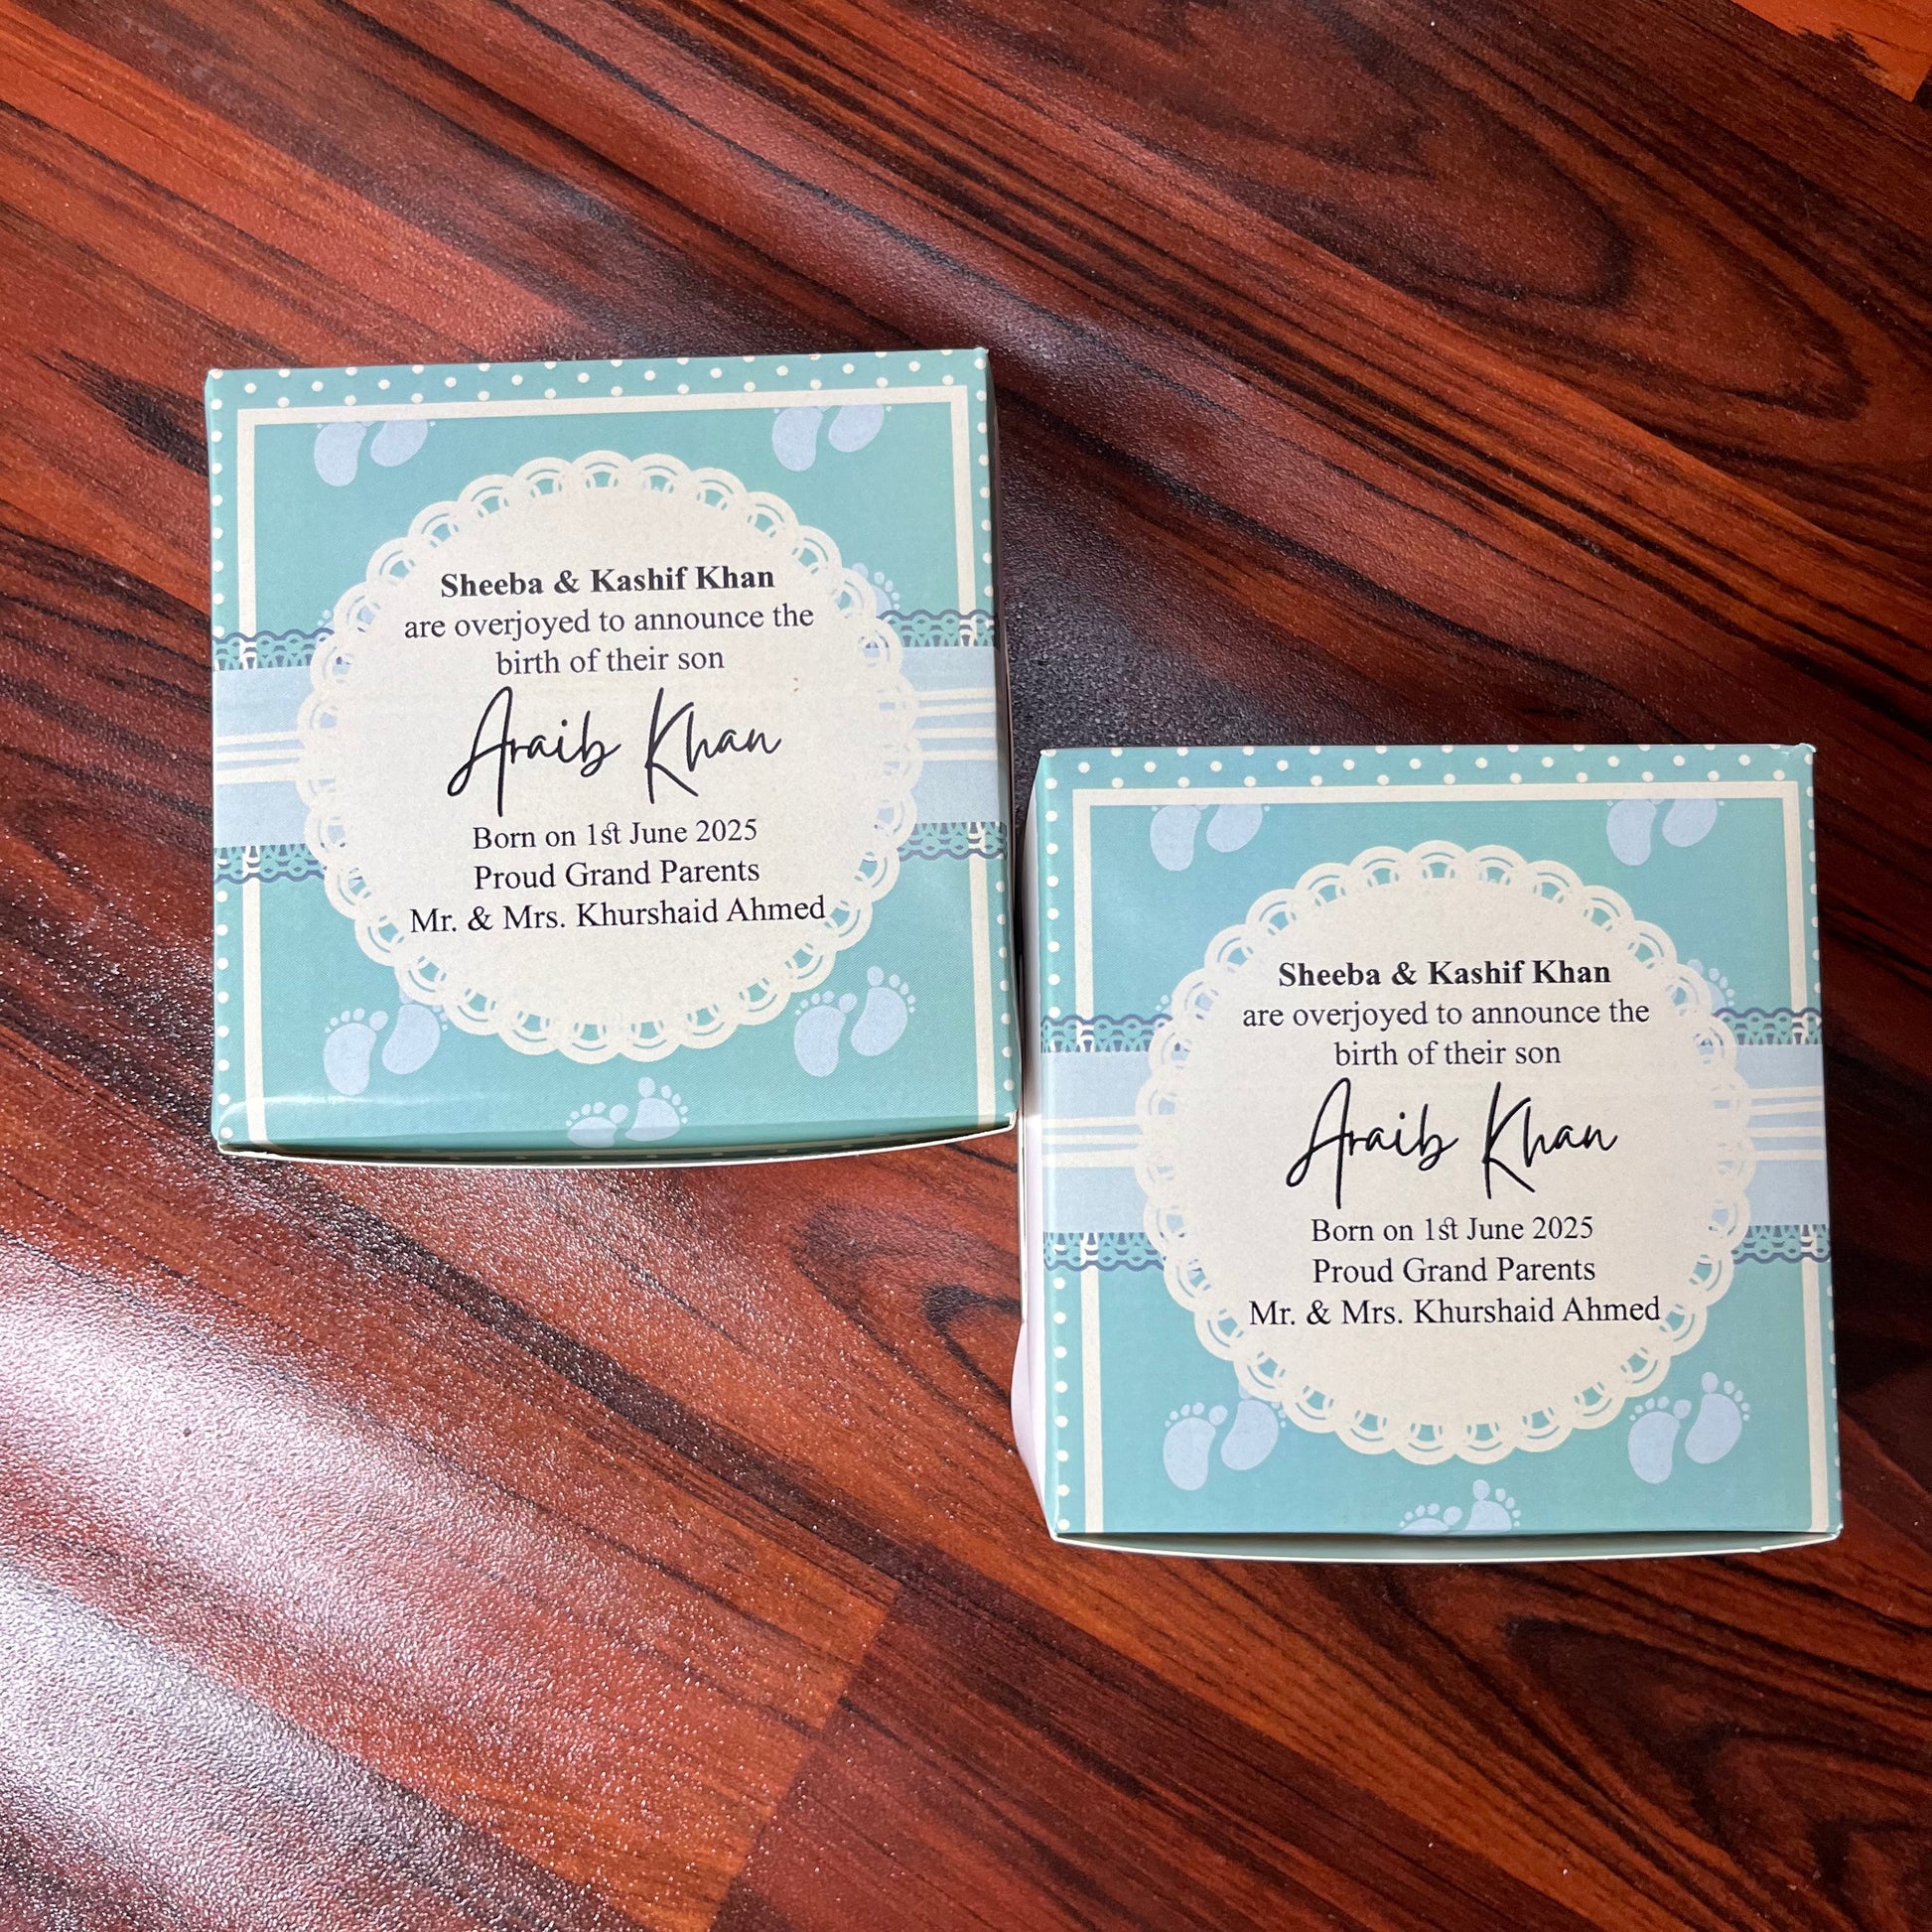 Sheeba & Kashif Khan
are overjoyed to announce the
birth of their son
Araib Khan
Born on 1st June 2025
Proud Grand Parents
Mr. & Mrs. Khurshaid Ahmed
Sheeba & Kashif Khan
are overjoyed to announce the
birth of their son
Araib Khan
Born on 1st June 2025
Proud Grand Parents
Mr. & Mrs. Khurshaid Ahmed